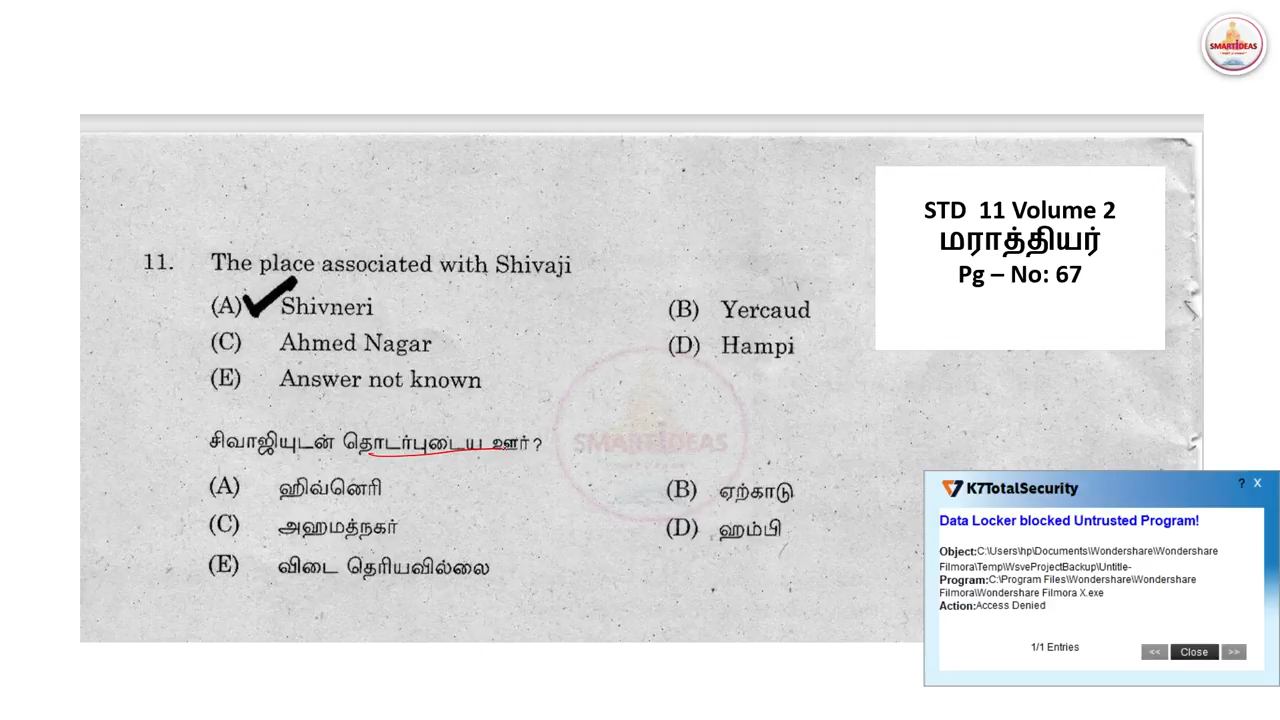 SMARTIDEAS
STD 11 Volume 2
மராத்தியர்
Pg – No: 67
11. The place associated with Shivaji
(A) Shivneri
(B) Yercaud
(C) Ahmed Nagar
(D) Hampi
(E) Answer not known
சிவாஜியுடன் தொடர்புடைய ஊர்?
(A) ஷிவ்னெரி
(B) ஏற்காடு
(C) அஹமத்நகர்
(D) ஹம்பி
(E) விடை தெரியவில்லை
SMARTIDEAS
K7TotalSecurity
? X
Data Locker blocked Untrusted Program!
Object:C:\Users\hp\Documents\Wondershare\Wondershare
Filmora\Temp\WsveProjectBackup\Untitle-
Program:C:\Program Files\Wondershare\Wondershare
Filmora\Wondershare Filmora X.exe
Action:Access Denied
1/1 Entries
<< Close >>